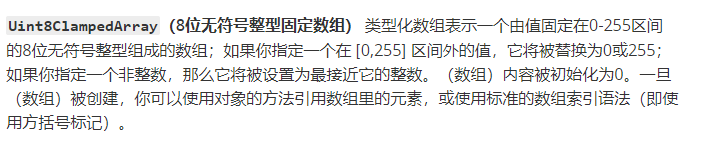 Uint8ClampedArray（8位无符号整型固定数组） 类型化数组表示一个由值固定在0-255区间
的8位无符号整型组成的数组；如果你指定一个在 [0,255] 区间外的值，它将被替换为0或255；
如果你指定一个非整数，那么它将被设置为最接近它的整数。（数组）内容被初始化为0。一旦
（数组）被创建，你可以使用对象的方法引用数组里的元素，或使用标准的数组索引语法（即使
用方括号标记）。